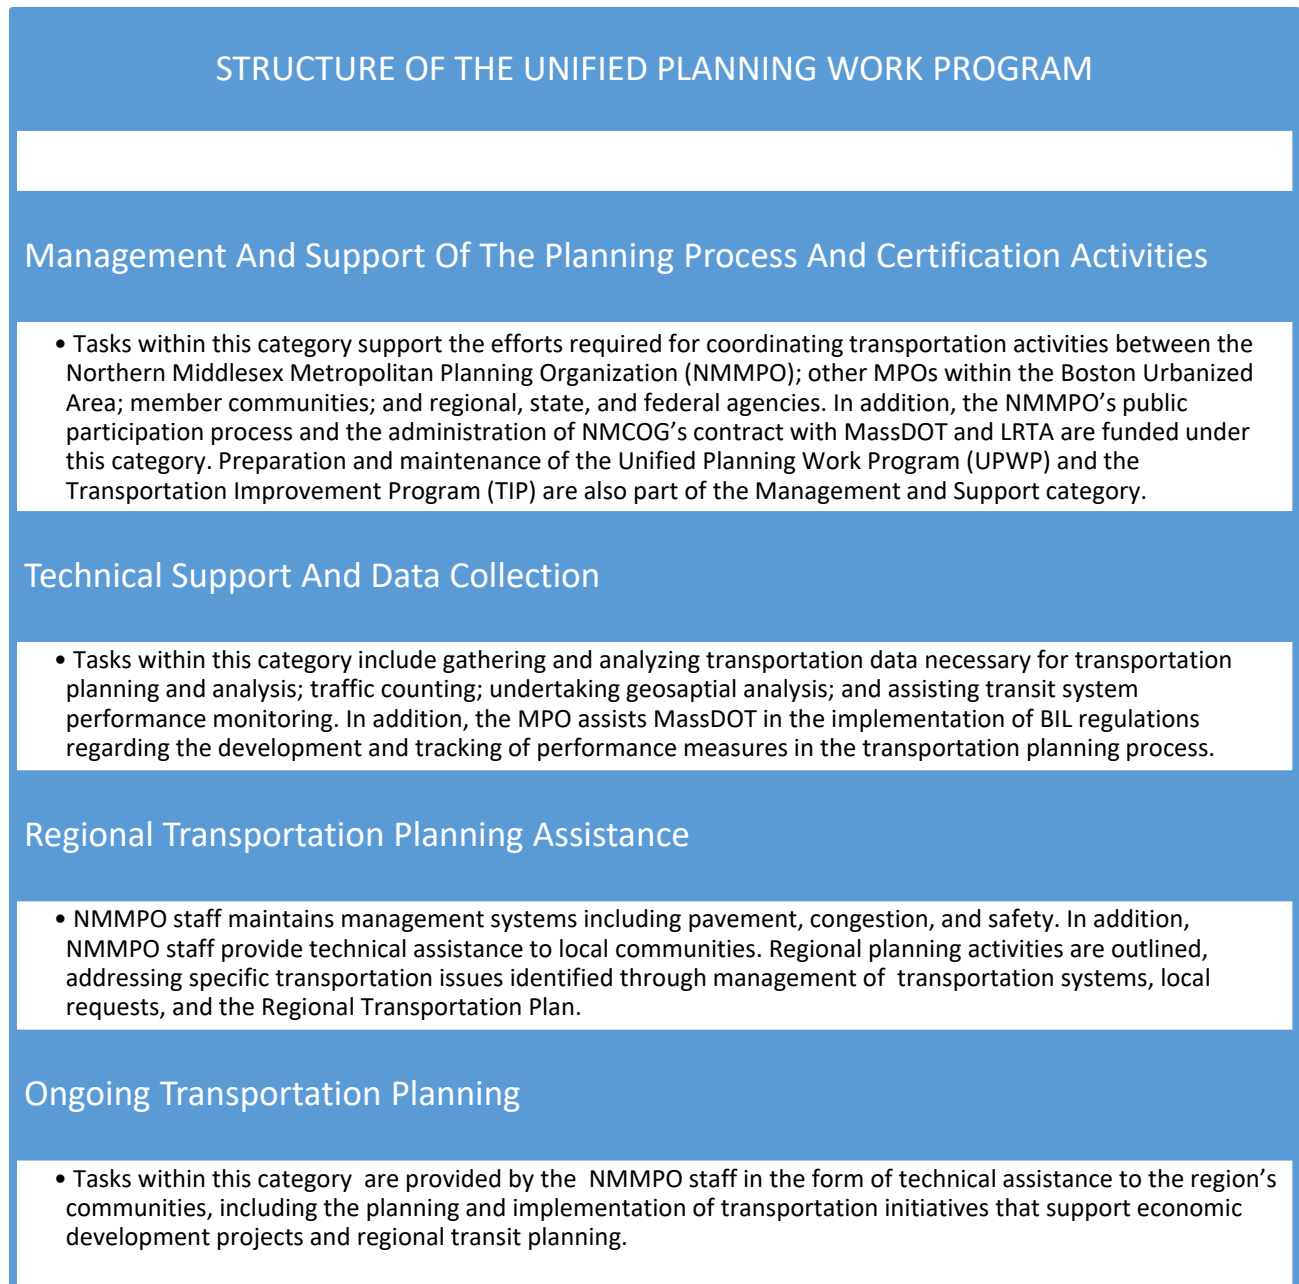 STRUCTURE OF THE UNIFIED PLANNING WORK PROGRAM
Management And Support Of The Planning Process And Certification Activities
• Tasks within this category support the efforts required for coordinating transportation activities between the
Northern Middlesex Metropolitan Planning Organization (NMMPO); other MPOs within the Boston Urbanized
Area; member communities; and regional, state, and federal agencies. In addition, the NMMPO’s public
participation process and the administration of NMCOG’s contract with MassDOT and LRTA are funded under
this category. Preparation and maintenance of the Unified Planning Work Program (UPWP) and the
Transportation Improvement Program (TIP) are also part of the Management and Support category.
Technical Support And Data Collection
• Tasks within this category include gathering and analyzing transportation data necessary for transportation
planning and analysis; traffic counting; undertaking geosaptial analysis; and assisting transit system
performance monitoring. In addition, the MPO assists MassDOT in the implementation of BIL regulations
regarding the development and tracking of performance measures in the transportation planning process.
Regional Transportation Planning Assistance
• NMMPO staff maintains management systems including pavement, congestion, and safety. In addition,
NMMPO staff provide technical assistance to local communities. Regional planning activities are outlined,
addressing specific transportation issues identified through management of  transportation systems, local
requests, and the Regional Transportation Plan.
Ongoing Transportation Planning
• Tasks within this category  are provided by the  NMMPO staff in the form of technical assistance to the region’s
communities, including the planning and implementation of transportation initiatives that support economic
development projects and regional transit planning.